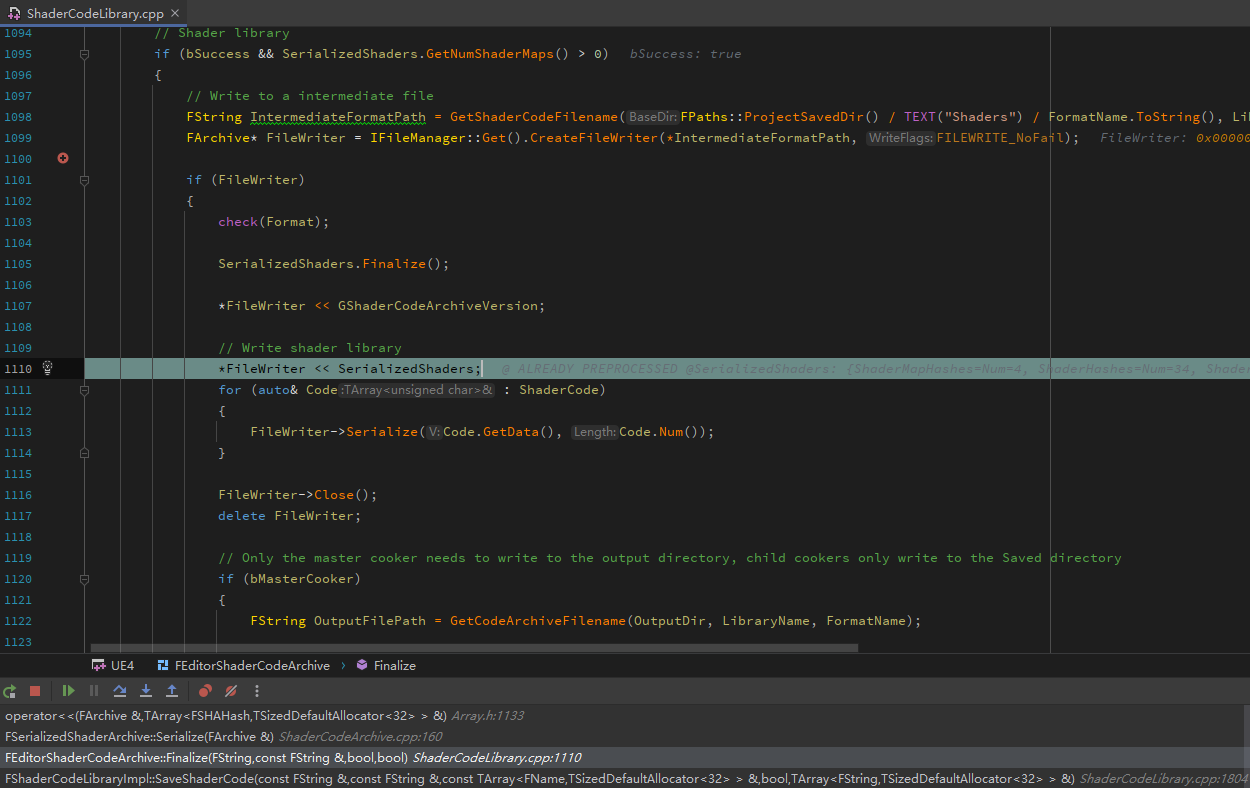 ShaderCodeLibrary.cpp ×
1094 // Shader library
1095 if (bSuccess && SerializedShaders.GetNumShaderMaps() > 0) bSuccess: true
1096 {
1097 // Write to a intermediate file
1098 FString IntermediateFormatPath = GetShaderCodeFilename( BaseDir: FPaths::ProjectSavedDir() / TEXT("Shaders") / FormatName.ToString(), Li
1099 FArchive* FileWriter = IFileManager::Get().CreateFileWriter(*IntermediateFormatPath, WriteFlags: FILEWRITE_NoFail); FileWriter: 0x00000
1100
1101 if (FileWriter)
1102 {
1103 check(Format);
1104
1105 SerializedShaders.Finalize();
1106
1107 *FileWriter << GShaderCodeArchiveVersion;
1108
1109 // Write shader library
1110 *FileWriter << SerializedShaders; @ ALREADY PREPROCESSED @SerializedShaders: {ShaderMapHashes=Num=4, ShaderHashes=Num=34, Shader
1111 for (auto& Code :TArray<unsigned char>& : ShaderCode)
1112 {
1113 FileWriter->Serialize( V: Code.GetData(), Length: Code.Num());
1114 }
1115
1116 FileWriter->Close();
1117 delete FileWriter;
1118
1119 // Only the master cooker needs to write to the output directory, child cookers only write to the Saved directory
1120 if (bMasterCooker)
1121 {
1122 FString OutputFilePath = GetCodeArchiveFilename(OutputDir, LibraryName, FormatName);
1123
UE4 FEditorShaderCodeArchive › Finalize
operator<<(FArchive &,TArray<FSHAHash,TSizedDefaultAllocator<32> > &) Array.h:1133
FSerializedShaderArchive::Serialize(FArchive &) ShaderCodeArchive.cpp:160
FEditorShaderCodeArchive::Finalize(FString,const FString &,bool,bool) ShaderCodeLibrary.cpp:1110
FShaderCodeLibraryImpl::SaveShaderCode(const FString &,const FString &,const TArray<FName,TSizedDefaultAllocator<32> > &,bool,TArray<FString,TSizedDefaultAllocator<32> > &) ShaderCodeLibrary.cpp:1804